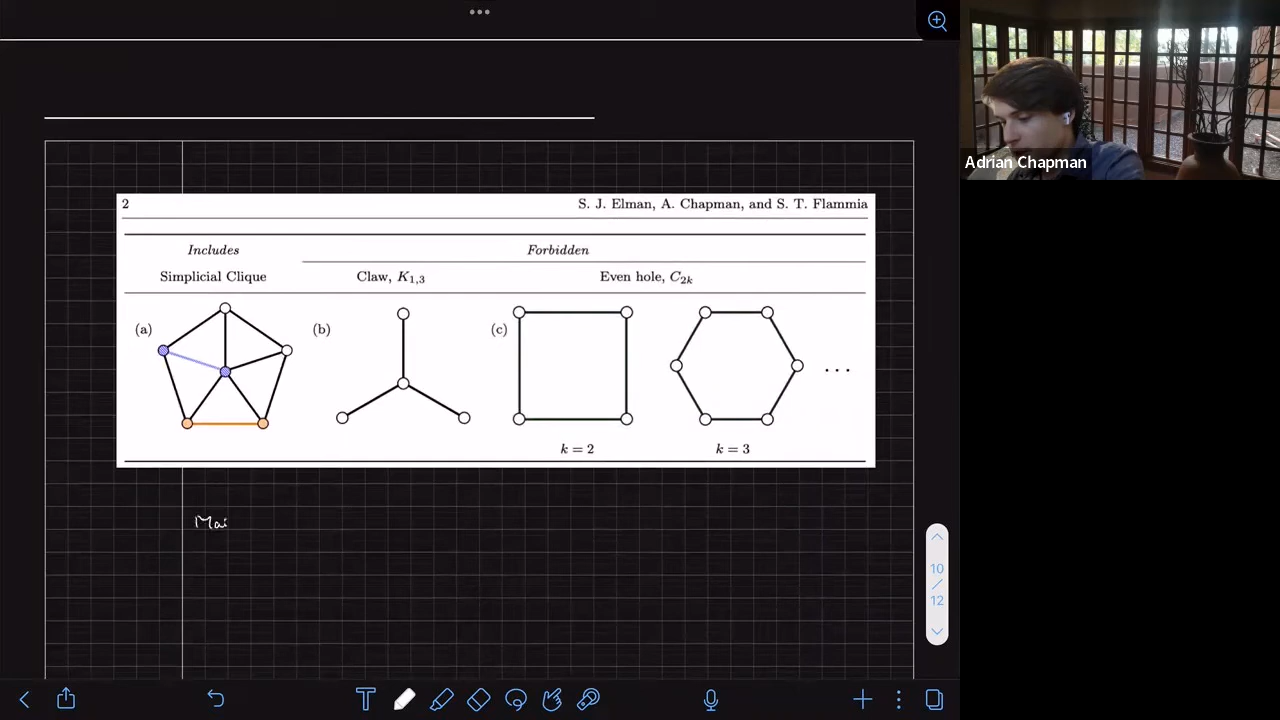 2 S. J. Elman, A. Chapman, and S. T. Flammia
Includes Forbidden
Simplicial Clique Claw, K1,3 Even hole, C2k
(a) (b) (c) ...
k = 2 k = 3
Mai
Adrian Chapman
10
/
12
T